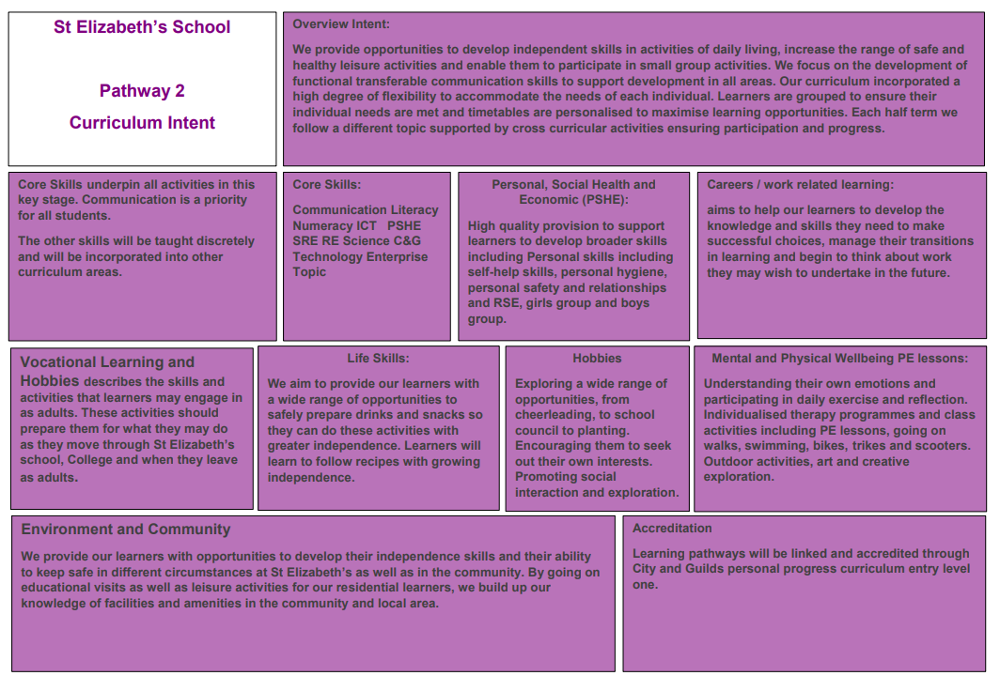 St Elizabeth's School
Pathway 2
Curriculum Intent
Overview Intent:
We provide opportunities to develop independent skills in activities of daily living, increase the range of safe and
healthy leisure activities and enable them to participate in small group activities. We focus on the development of
functional transferable communication skills to support development in all areas. Our curriculum incorporated a
high degree of flexibility to accommodate the needs of each individual. Learners are grouped to ensure their
individual needs are met and timetables are personalised to maximise learning opportunities. Each half term we
follow a different topic supported by cross curricular activities ensuring participation and progress.
Core Skills underpin all activities in this
key stage. Communication is a priority
for all students.
The other skills will be taught discretely
and will be incorporated into other
curriculum areas.
Core Skills:
Communication Literacy
Numeracy ICT PSHE
SRE RE Science C&G
Technology Enterprise
Topic
Personal, Social Health and
Economic (PSHE):
High quality provision to support
learners to develop broader skills
including Personal skills including
self-help skills, personal hygiene,
personal safety and relationships
and RSE, girls group and boys
group.
Careers / work related learning:
aims to help our learners to develop the
knowledge and skills they need to make
successful choices, manage their transitions
in learning and begin to think about work
they may wish to undertake in the future.
Vocational Learning and
Hobbies describes the skills and
activities that learners may engage in
as adults. These activities should
prepare them for what they may do
as they move through St Elizabeth's
school, College and when they leave
as adults.
Life Skills:
We aim to provide our learners with
a wide range of opportunities to
safely prepare drinks and snacks so
they can do these activities with
greater independence. Learners will
learn to follow recipes with growing
independence.
Hobbies
Exploring a wide range of
opportunities, from
cheerleading, to school
council to planting.
Encouraging them to seek
out their own interests.
Promoting social
interaction and exploration.
Mental and Physical Wellbeing PE lessons:
Understanding their own emotions and
participating in daily exercise and reflection.
Individualised therapy programmes and class
activities including PE lessons, going on
walks, swimming, bikes, trikes and scooters.
Outdoor activities, art and creative
exploration.
Environment and Community
We provide our learners with opportunities to develop their independence skills and their ability
to keep safe in different circumstances at St Elizabeth's as well as in the community. By going on
educational visits as well as leisure activities for our residential learners, we build up our
knowledge of facilities and amenities in the community and local area.
Accreditation
Learning pathways will be linked and accredited through
City and Guilds personal progress curriculum entry level
one.